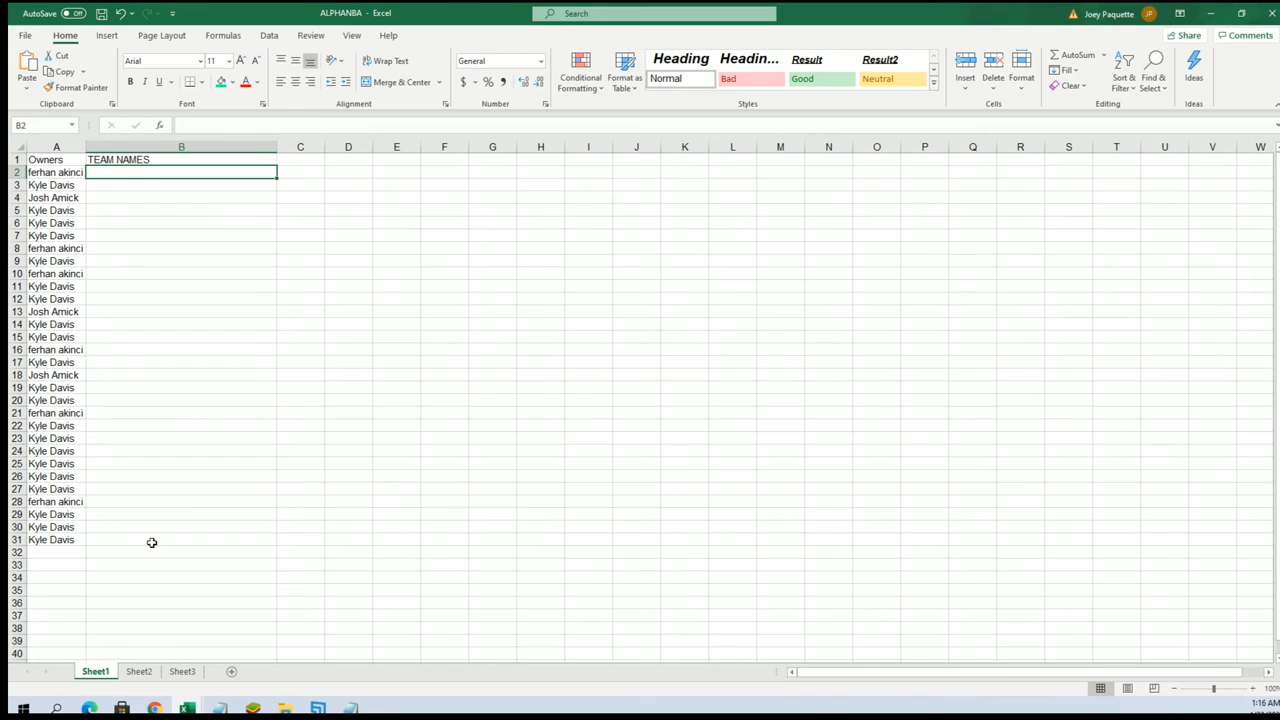 AutoSave Off ALPHANBA - Excel Search Joey Paquette JP
File Home Insert Page Layout Formulas Data Review View Help Share Comments
Paste Cut Copy Format Painter Clipboard
Arial 11 A A B I U A Font
Wrap Text Merge & Center Alignment
General $ % Number
Conditional Formatting Format as Table
Heading Headin... Result Result2
Normal Bad Good Neutral
Styles
Insert Delete Format Cells
AutoSum Fill Clear Sort & Filter Find & Select Editing
Ideas Ideas
B2 fx
A B C D E F G H I J K L M N O P Q R S T U V W
1 Owners TEAM NAMES
2 ferhan akinci
3 Kyle Davis
4 Josh Amick
5 Kyle Davis
6 Kyle Davis
7 Kyle Davis
8 ferhan akinci
9 Kyle Davis
10 ferhan akinci
11 Kyle Davis
12 Kyle Davis
13 Josh Amick
14 Kyle Davis
15 Kyle Davis
16 ferhan akinci
17 Kyle Davis
18 Josh Amick
19 Kyle Davis
20 Kyle Davis
21 ferhan akinci
22 Kyle Davis
23 Kyle Davis
24 Kyle Davis
25 Kyle Davis
26 Kyle Davis
27 Kyle Davis
28 ferhan akinci
29 Kyle Davis
30 Kyle Davis
31 Kyle Davis
32
33
34
35
36
37
38
39
40
Sheet1 Sheet2 Sheet3
100%
1:16 AM